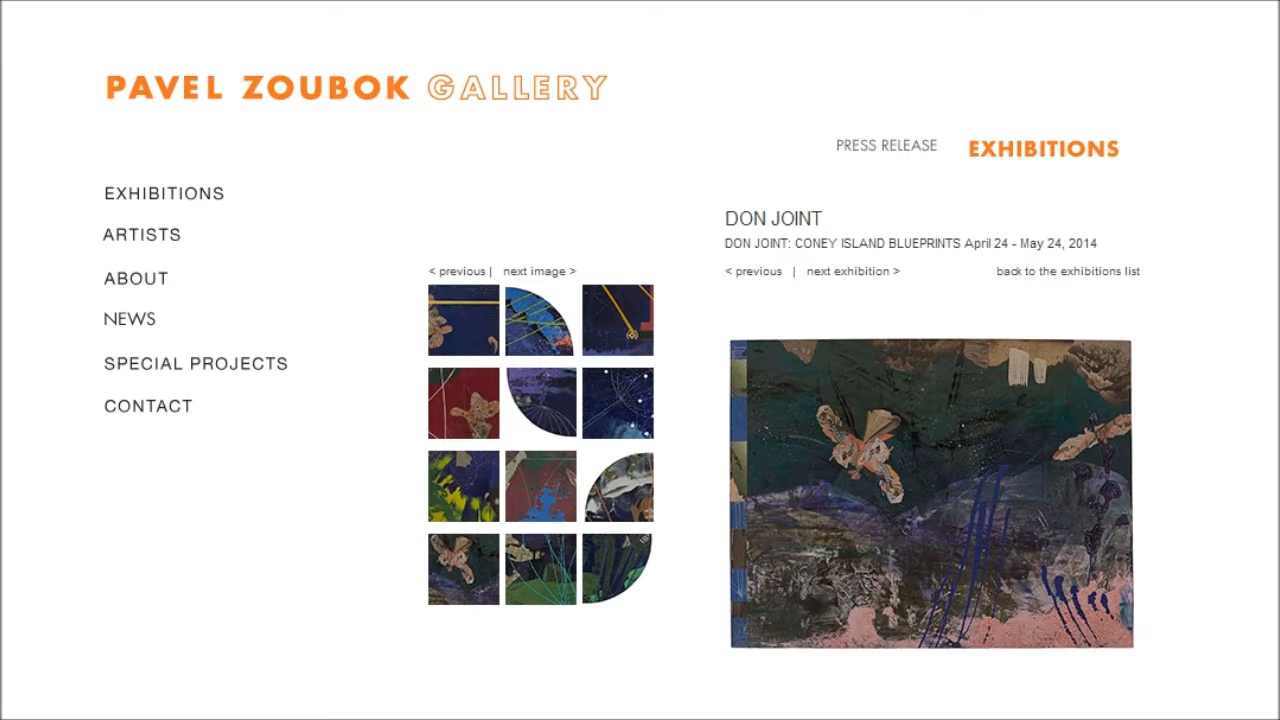 PAVEL ZOUBOK GALLERY
PRESS RELEASE
EXHIBITIONS
EXHIBITIONS
ARTISTS
ABOUT
NEWS
SPECIAL PROJECTS
CONTACT
< previous | next image >
DON JOINT
DON JOINT: CONEY ISLAND BLUEPRINTS April 24 - May 24, 2014
< previous | next exhibition >
back to the exhibitions list